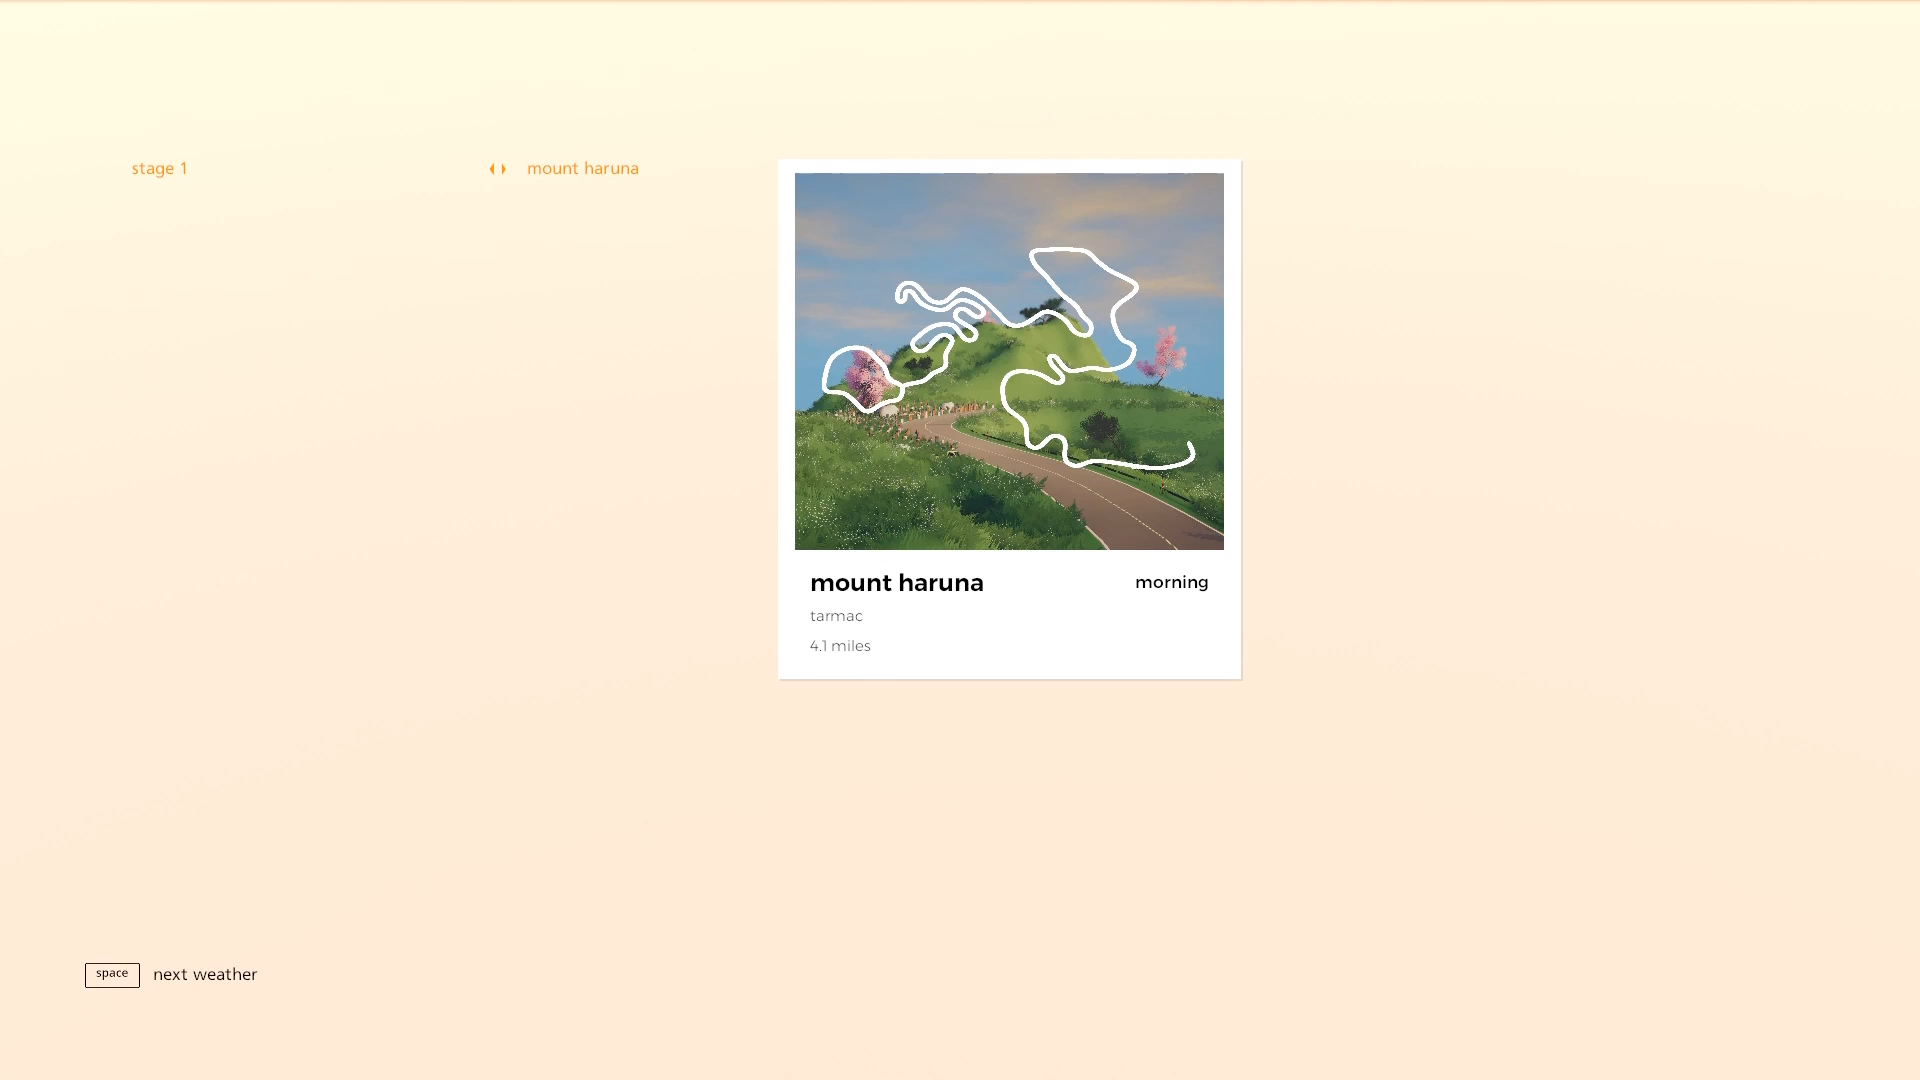 stage 1
mount haruna
mount haruna
morning
tarmac
4.1 miles
space
next weather